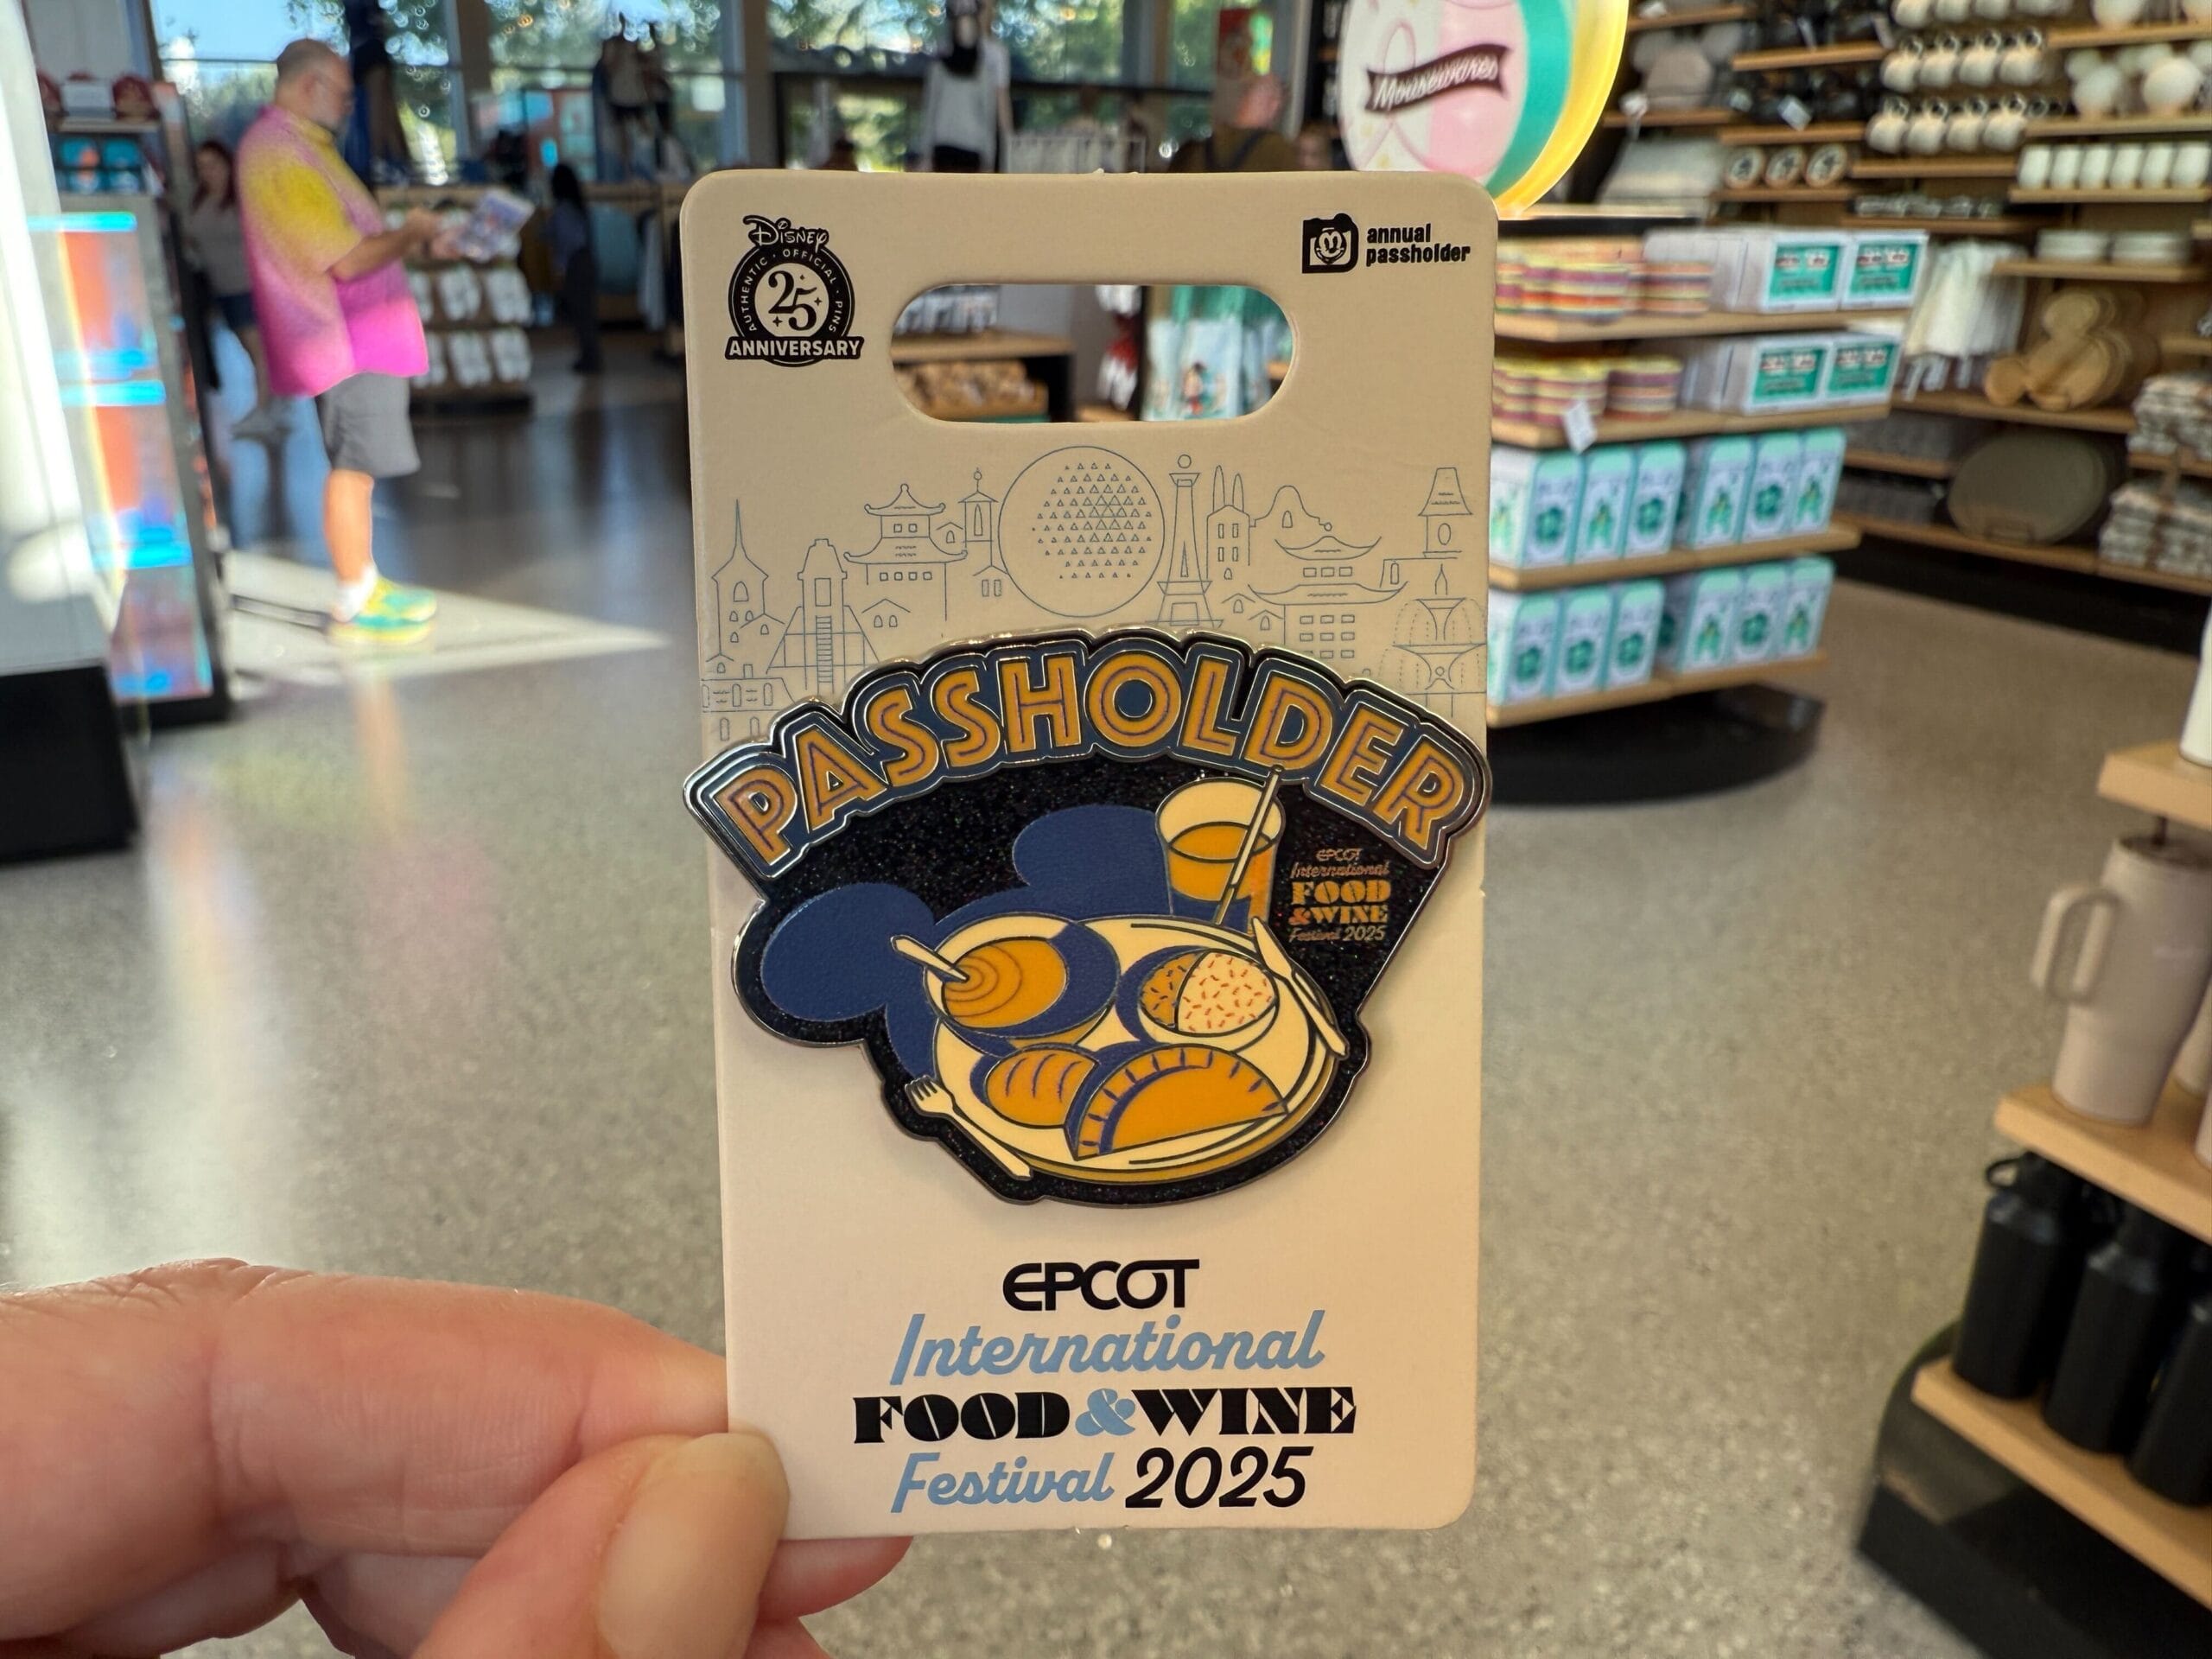 Mousewares
Disney
AUTHENTIC · OFFICIAL · PINS
25
ANNIVERSARY
annual
passholder
PASSHOLDER
EPCOT
International
FOOD
& WINE
Festival 2025
EPCOT
International
FOOD & WINE
Festival 2025